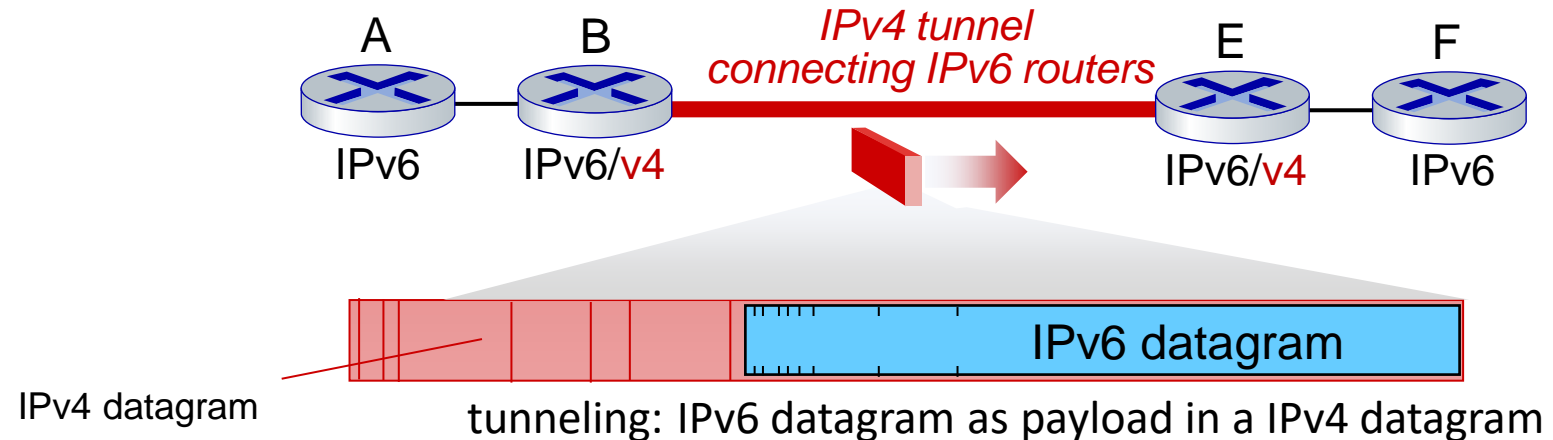 A
B
IPv4 tunnel
connecting IPv6 routers
E
F
IPv6
IPv6/v4
IPv6/v4
IPv6
IPv6 datagram
IPv4 datagram
tunneling: IPv6 datagram as payload in a IPv4 datagram